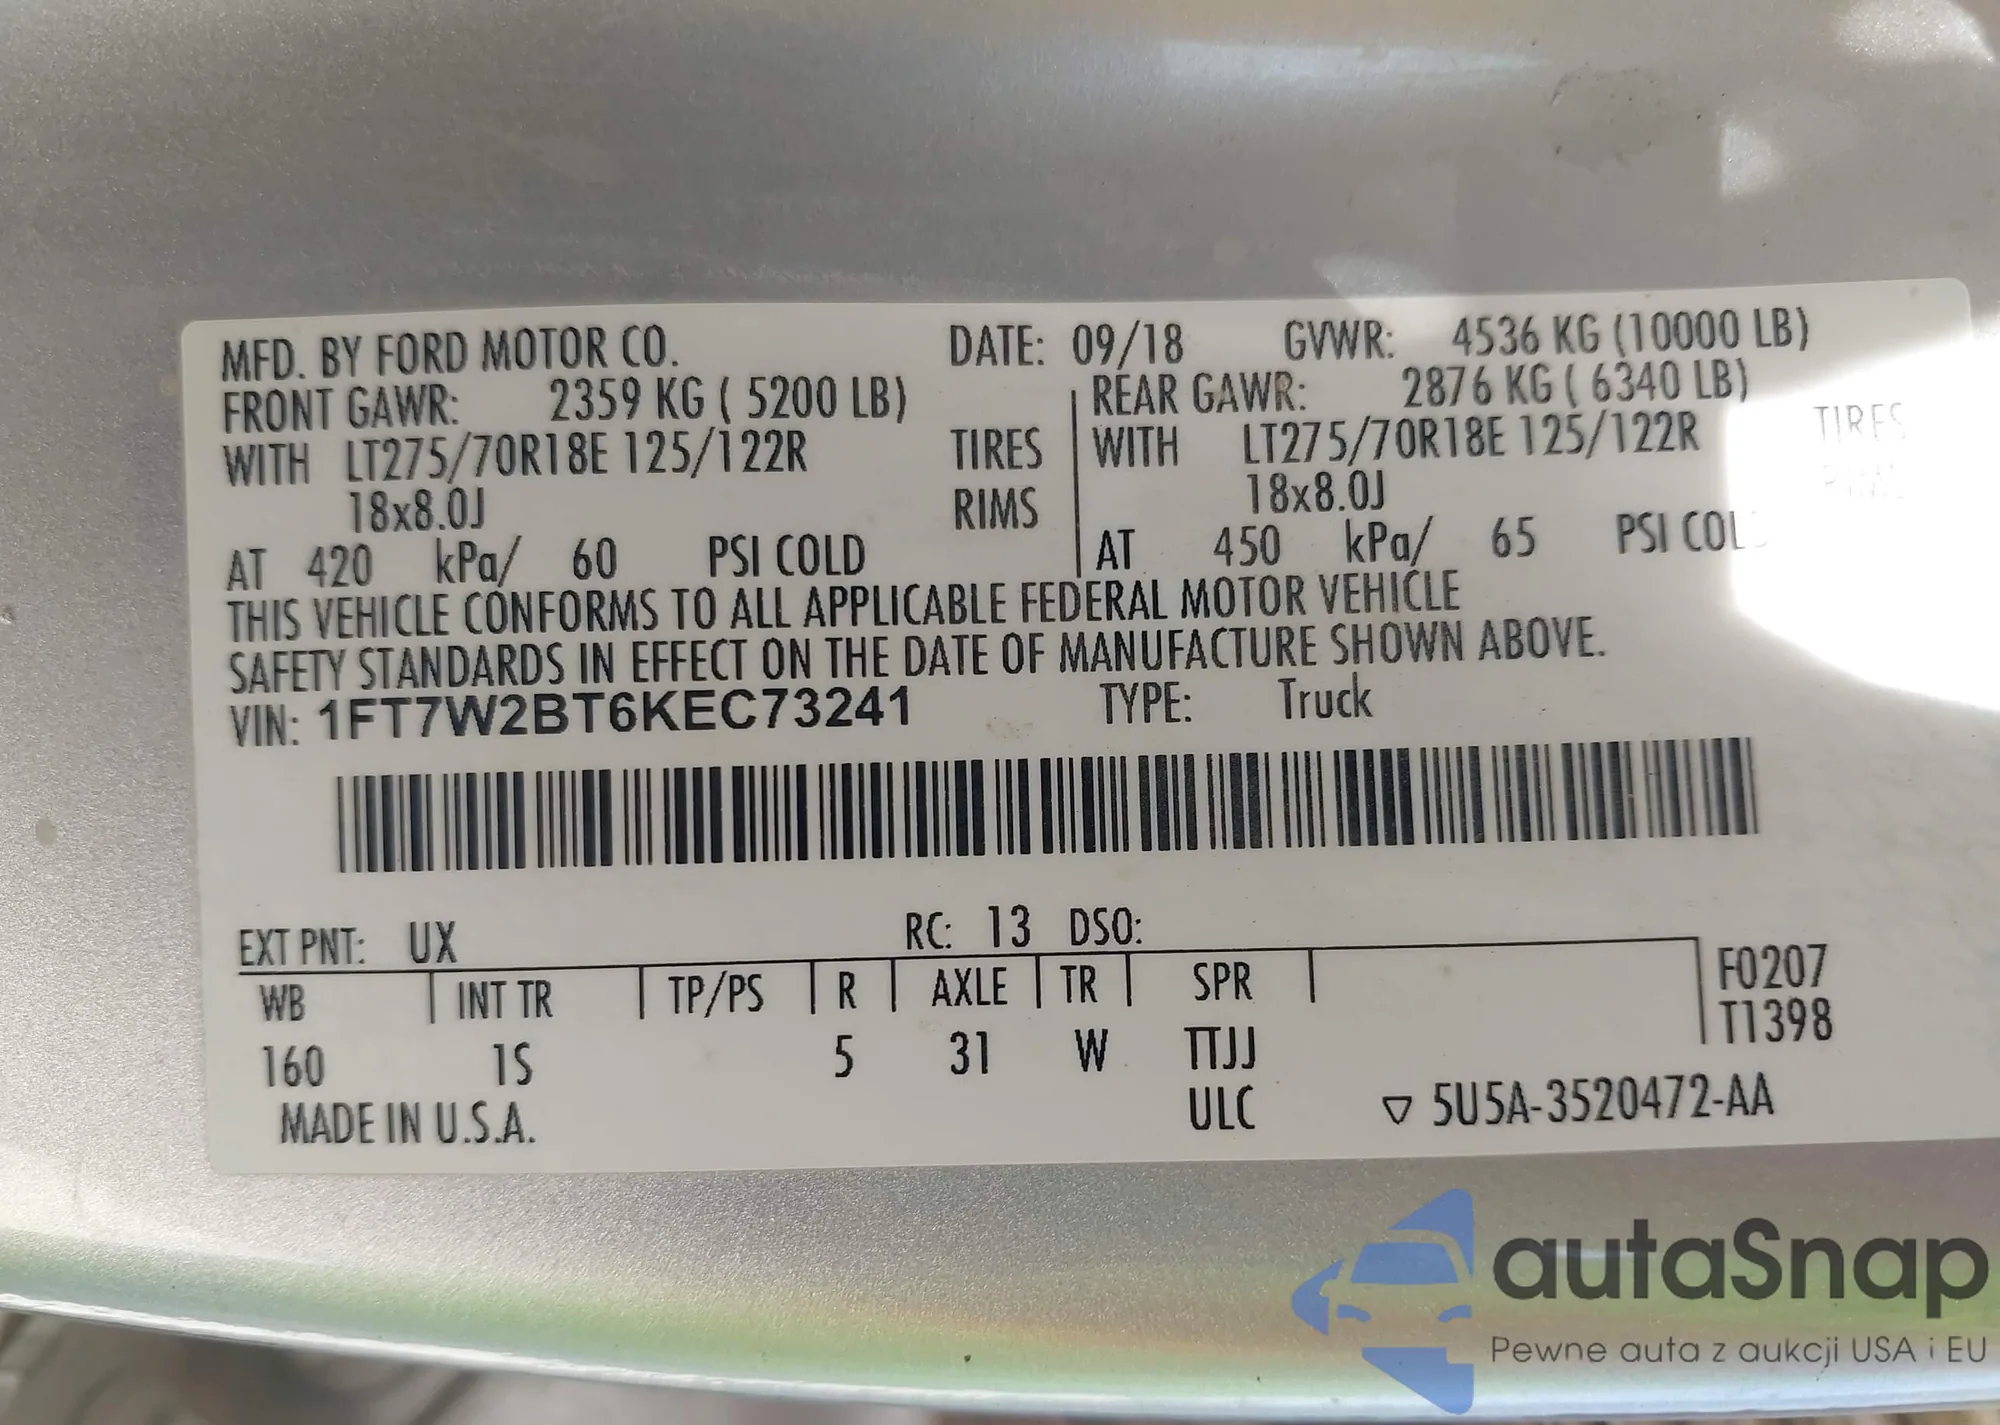 MFD. BY FORD MOTOR CO. DATE: 09/18 GVWR: 4536 KG (10000 LB)
FRONT GAWR: 2359 KG ( 5200 LB) REAR GAWR: 2876 KG ( 6340 LB)
WITH LT275/70R18E 125/122R TIRES WITH LT275/70R18E 125/122R TIRES
18x8.0J RIMS 18x8.0J RIMS
AT 420 kPa/ 60 PSI COLD AT 450 kPa/ 65 PSI COL
THIS VEHICLE CONFORMS TO ALL APPLICABLE FEDERAL MOTOR VEHICLE
SAFETY STANDARDS IN EFFECT ON THE DATE OF MANUFACTURE SHOWN ABOVE.
VIN: 1FT7W2BT6KEC73241 TYPE: Truck
EXT PNT: UX RC: 13 DSO:
WB INT TR TP/PS R AXLE TR SPR F0207
T1398
160 1S 5 31 W TTJJ
MADE IN U.S.A. ULC ▽ 5U5A-3520472-AA
autaSnap
Pewne auta z aukcji USA i EU